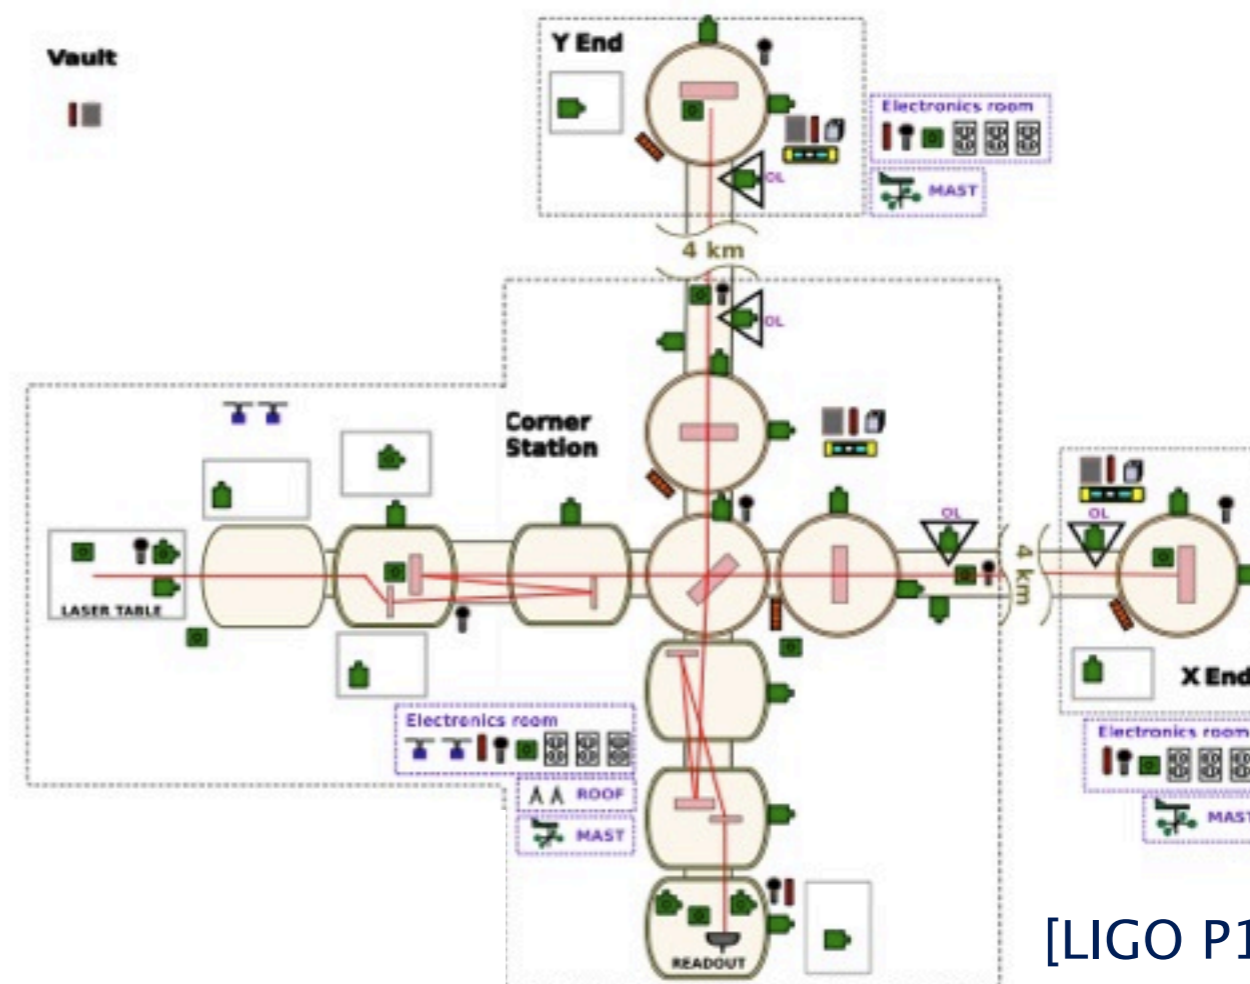 Vault
Y End
Electronics room
OL
MAST
4 km
OL
Corner
Station
OL
OL
4 km
LASER TABLE
X End
Electronics room
ROOF
MAST
Electronics room
MAST
READOUT
[LIGO P1